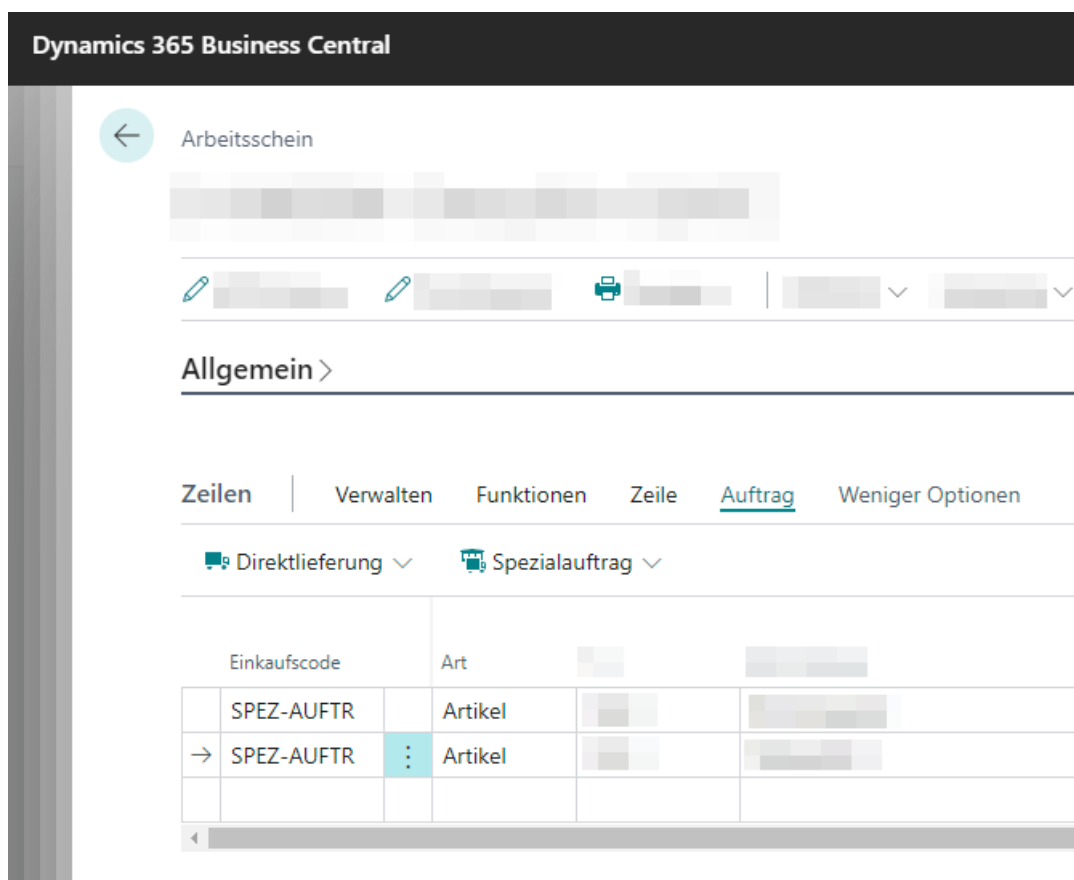 Dynamics 365 Business Central
Arbeitsschein
Allgemein
Zeilen Verwalten Funktionen Zeile Auftrag Weniger Optionen
Direktlieferung Spezialauftrag
Einkaufscode Art
SPEZ-AUFTR Artikel
SPEZ-AUFTR Artikel